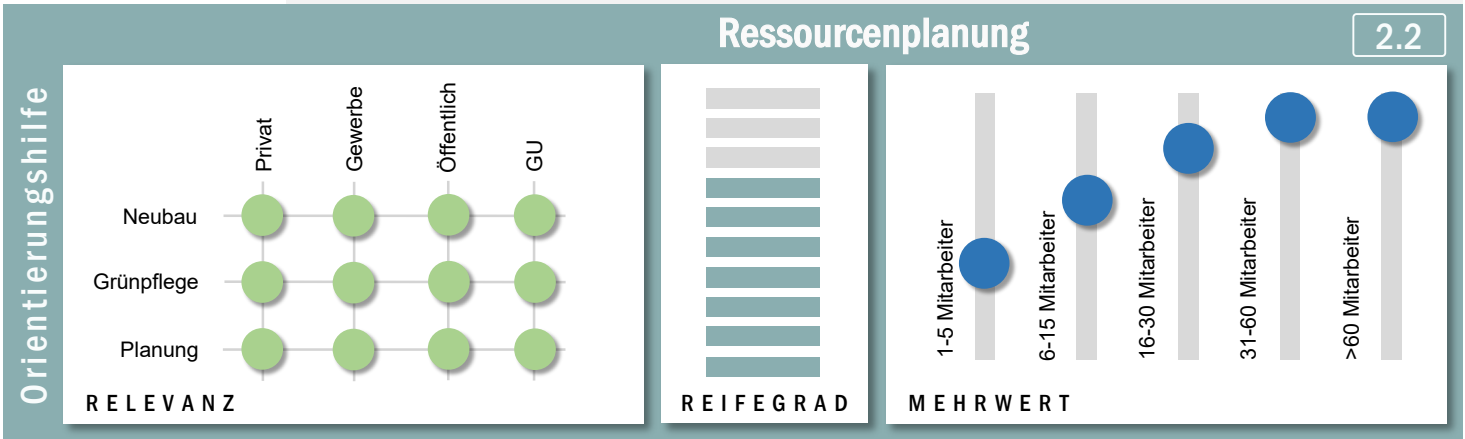 Ressourcenplanung
2.2
Orientierungshilfe
Privat
Gewerbe
Öffentlich
GU
Neubau
Grünpflege
Planung
RELEVANZ
REIFEGRAD
1-5 Mitarbeiter
6-15 Mitarbeiter
16-30 Mitarbeiter
31-60 Mitarbeiter
>60 Mitarbeiter
MEHRWERT